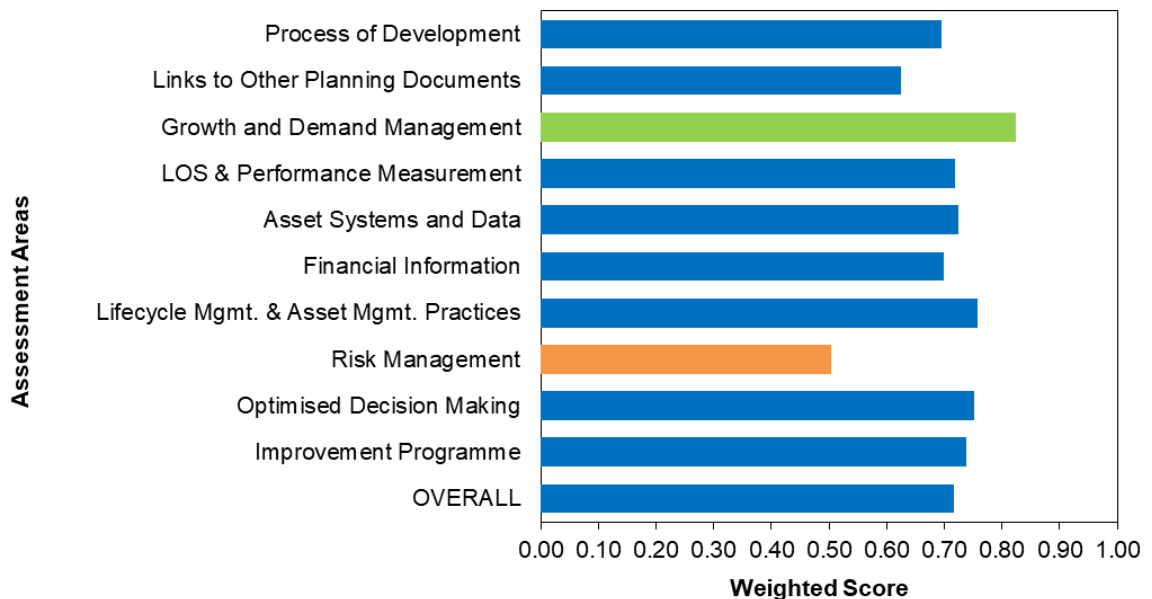 Process of Development
Links to Other Planning Documents
Growth and Demand Management
LOS & Performance Measurement
Asset Systems and Data
Financial Information
Lifecycle Mgmt. & Asset Mgmt. Practices
Risk Management
Optimised Decision Making
Improvement Programme
OVERALL
Assessment Areas
0.00 0.10 0.20 0.30 0.40 0.50 0.60 0.70 0.80 0.90 1.00
Weighted Score